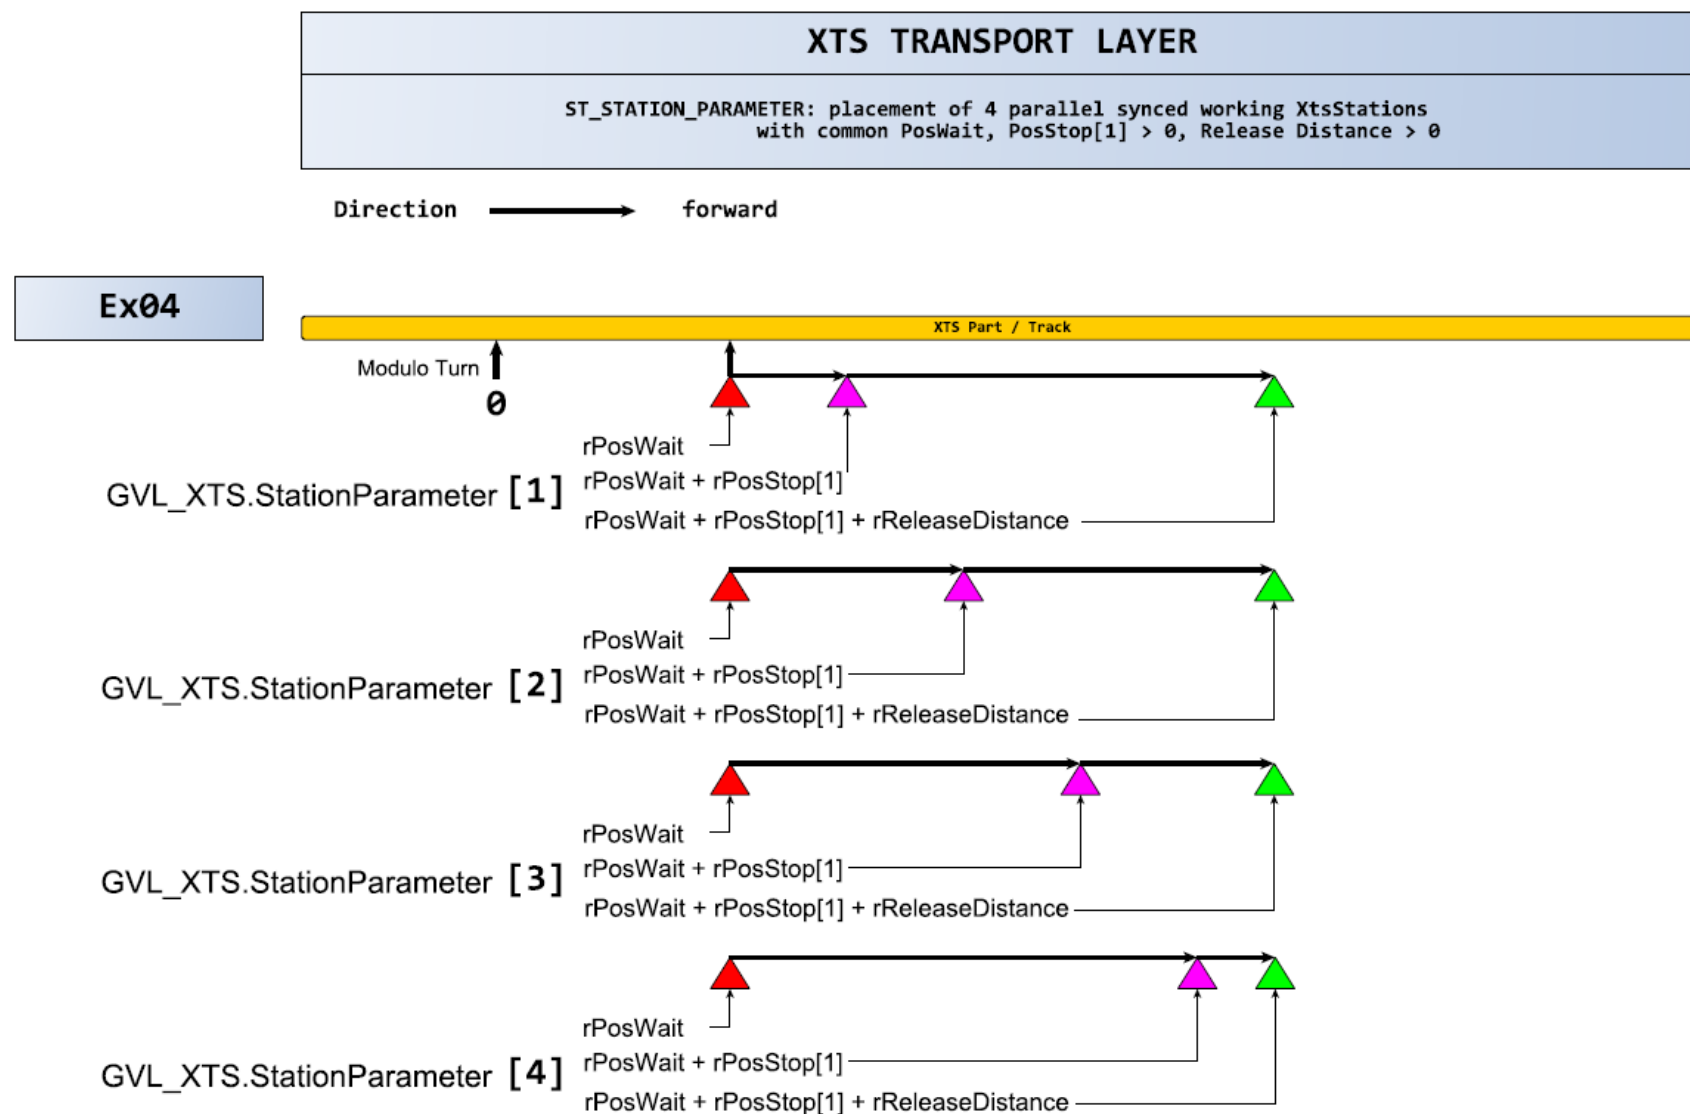 XTS TRANSPORT LAYER
ST_STATION_PARAMETER: placement of 4 parallel synced working XtsStations
with common PosWait, PosStop[1] > 0, Release Distance > 0
Direction forward
Ex04
XTS Part / Track
Modulo Turn
0
rPosWait
GVL_XTS.StationParameter [1] rPosWait + rPosStop[1]
rPosWait + rPosStop[1] + rReleaseDistance
rPosWait
GVL_XTS.StationParameter [2] rPosWait + rPosStop[1]
rPosWait + rPosStop[1] + rReleaseDistance
rPosWait
GVL_XTS.StationParameter [3] rPosWait + rPosStop[1]
rPosWait + rPosStop[1] + rReleaseDistance
rPosWait
GVL_XTS.StationParameter [4] rPosWait + rPosStop[1]
rPosWait + rPosStop[1] + rReleaseDistance